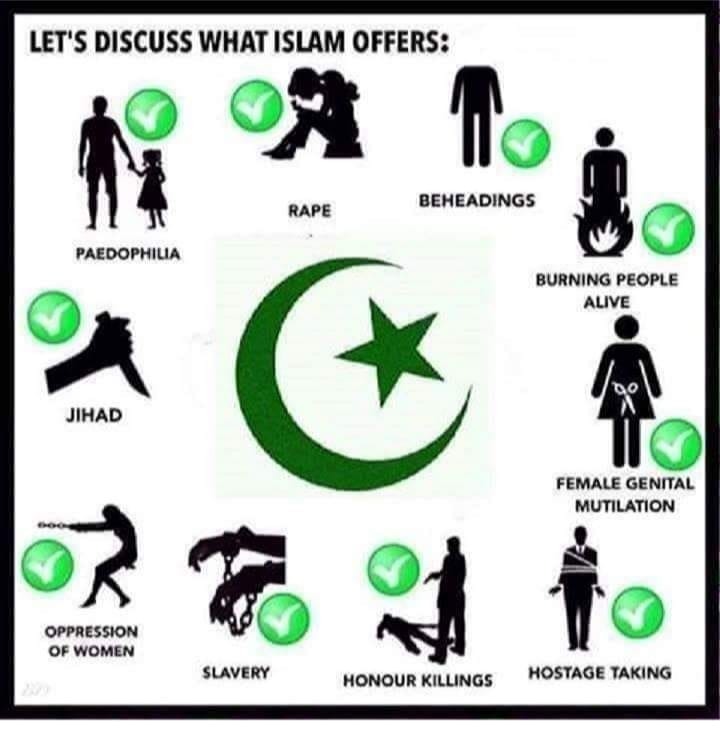 LET'S DISCUSS WHAT ISLAM OFFERS:
PAEDOPHILIA
RAPE
BEHEADINGS
BURNING PEOPLE
ALIVE
JIHAD
FEMALE GENITAL
MUTILATION
OPPRESSION
OF WOMEN
SLAVERY
HONOUR KILLINGS
HOSTAGE TAKING